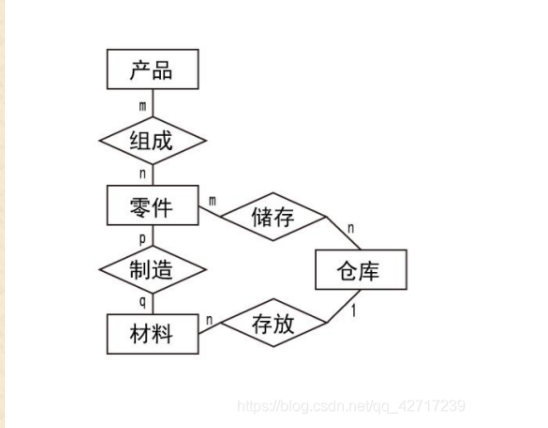 产品
m
组成
n
零件
m
储存
n
p
制造
q
仓库
材料
n
存放
1
https://blog.csdn.net/qq_42717239